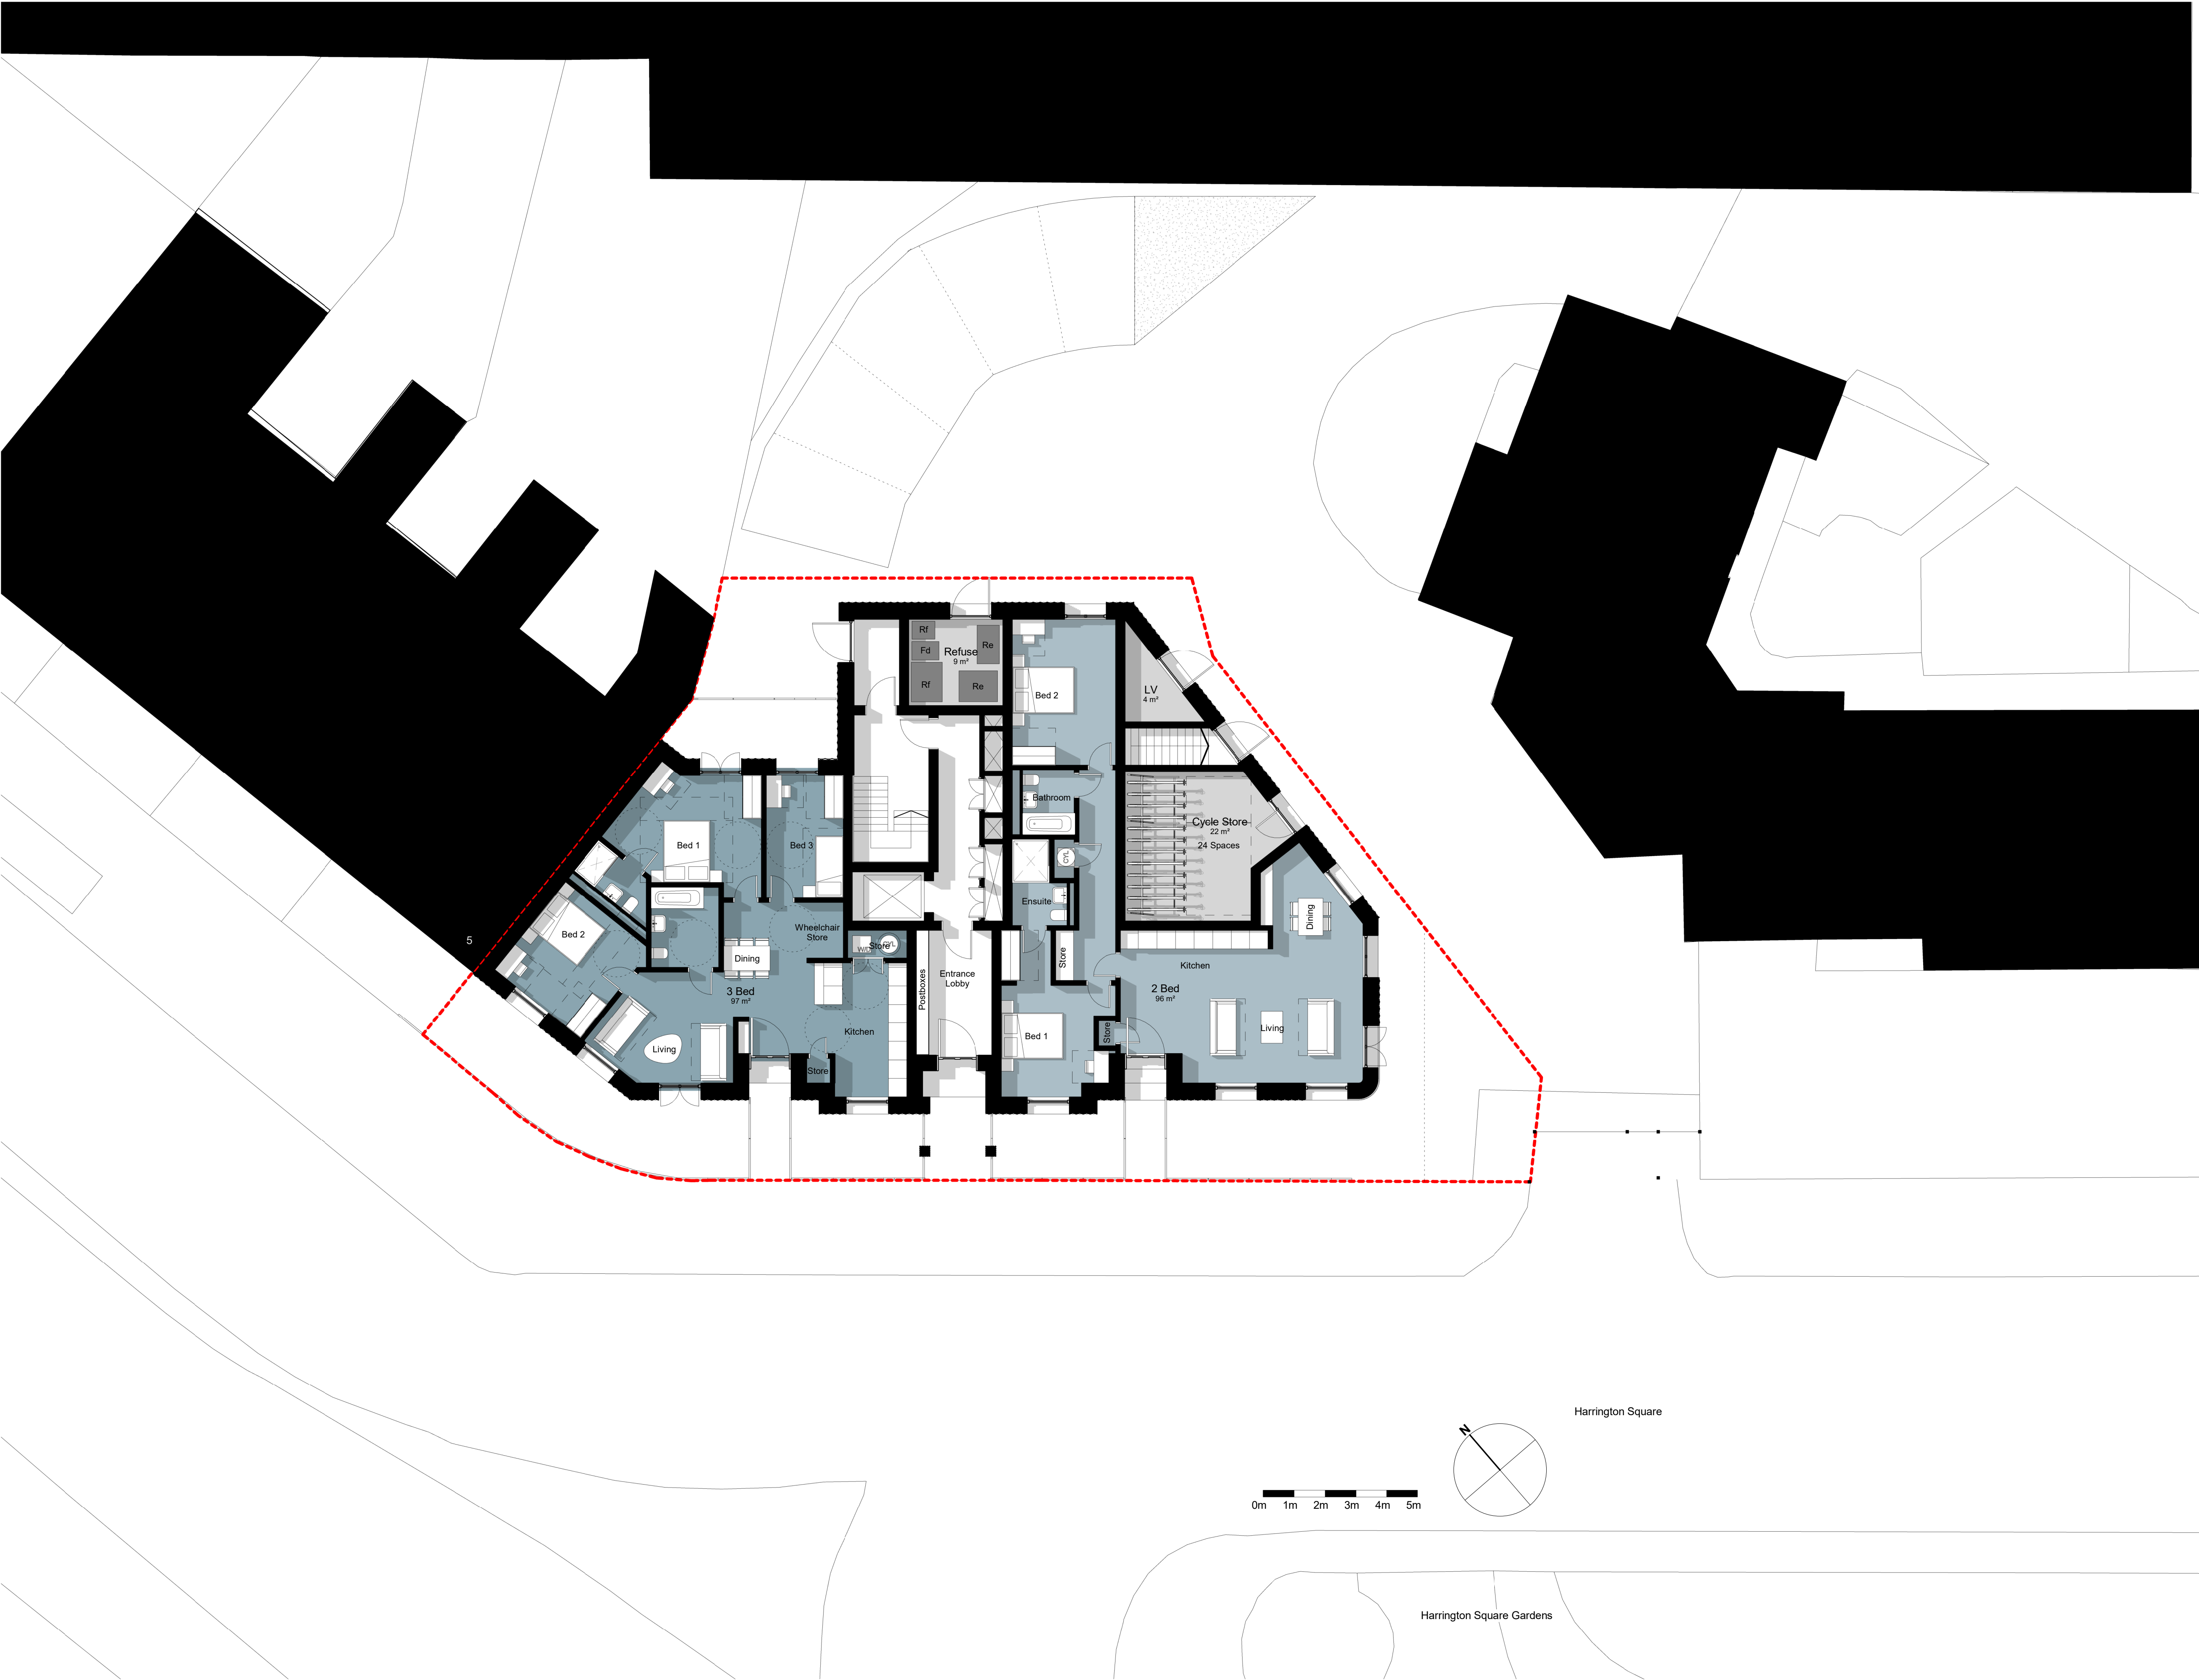 Rf
Fd
Re
Refuse
9 m²
Rf
Re
Bed 2
LV
4 m²
Bathroom
Cycle Store
22 m²
24 Spaces
Bed 1
Bed 3
CYL
Ensuite
Dining
Wheelchair
Store
Bed 2
5
Store
CYL
Dining
Store
Kitchen
Entrance
Lobby
Postboxes
3 Bed
97 m²
2 Bed
96 m²
Kitchen
Living
Living
Bed 1
Store
Store
Harrington Square
N
0m 1m 2m 3m 4m 5m
Harrington Square Gardens